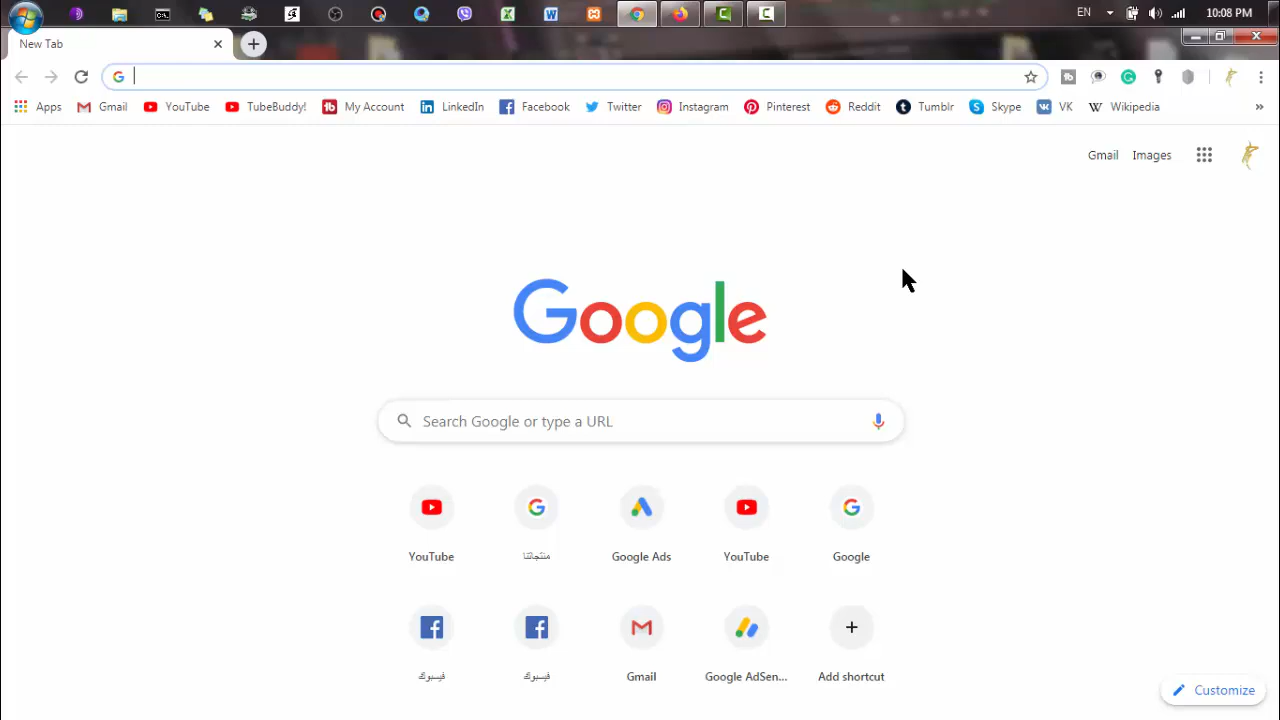 EN 10:08 PM
New Tab
Apps Gmail YouTube TubeBuddy! My Account LinkedIn Facebook Twitter Instagram Pinterest Reddit Tumblr Skype VK Wikipedia
Gmail Images
Google
Search Google or type a URL
YouTube منتجاتنا Google Ads YouTube Google
فيسبوك فيسبوك Gmail Google AdSen... Add shortcut
Customize